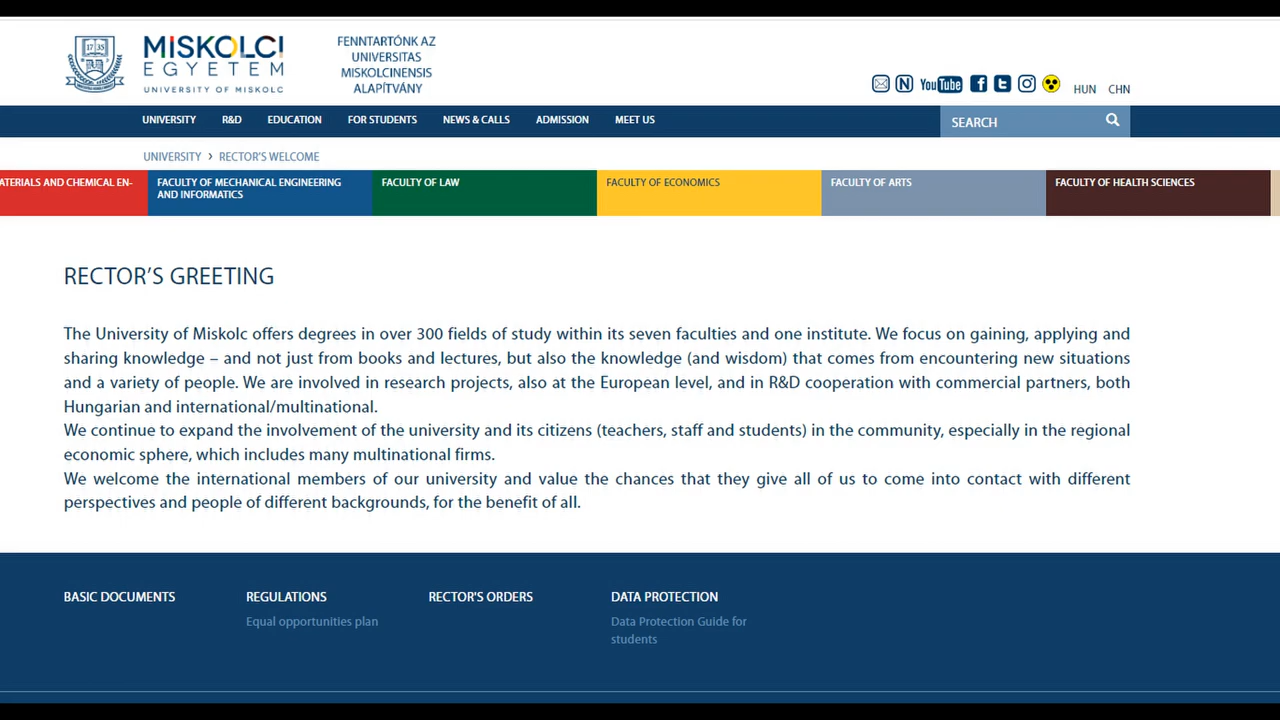 1735
MISKOLCI
EGYETEM
UNIVERSITY OF MISKOLC
FENNTARTÓNK AZ
UNIVERSITAS
MISKOLCINENSIS
ALAPÍTVÁNY
YouTube
HUN CHN
UNIVERSITY R&D EDUCATION FOR STUDENTS NEWS & CALLS ADMISSION MEET US
SEARCH
UNIVERSITY > RECTOR'S WELCOME
ATERIALS AND CHEMICAL EN-
FACULTY OF MECHANICAL ENGINEERING
AND INFORMATICS
FACULTY OF LAW
FACULTY OF ECONOMICS
FACULTY OF ARTS
FACULTY OF HEALTH SCIENCES
RECTOR'S GREETING
The University of Miskolc offers degrees in over 300 fields of study within its seven faculties and one institute. We focus on gaining, applying and
sharing knowledge – and not just from books and lectures, but also the knowledge (and wisdom) that comes from encountering new situations
and a variety of people. We are involved in research projects, also at the European level, and in R&D cooperation with commercial partners, both
Hungarian and international/multinational.
We continue to expand the involvement of the university and its citizens (teachers, staff and students) in the community, especially in the regional
economic sphere, which includes many multinational firms.
We welcome the international members of our university and value the chances that they give all of us to come into contact with different
perspectives and people of different backgrounds, for the benefit of all.
BASIC DOCUMENTS
REGULATIONS
Equal opportunities plan
RECTOR'S ORDERS
DATA PROTECTION
Data Protection Guide for
students